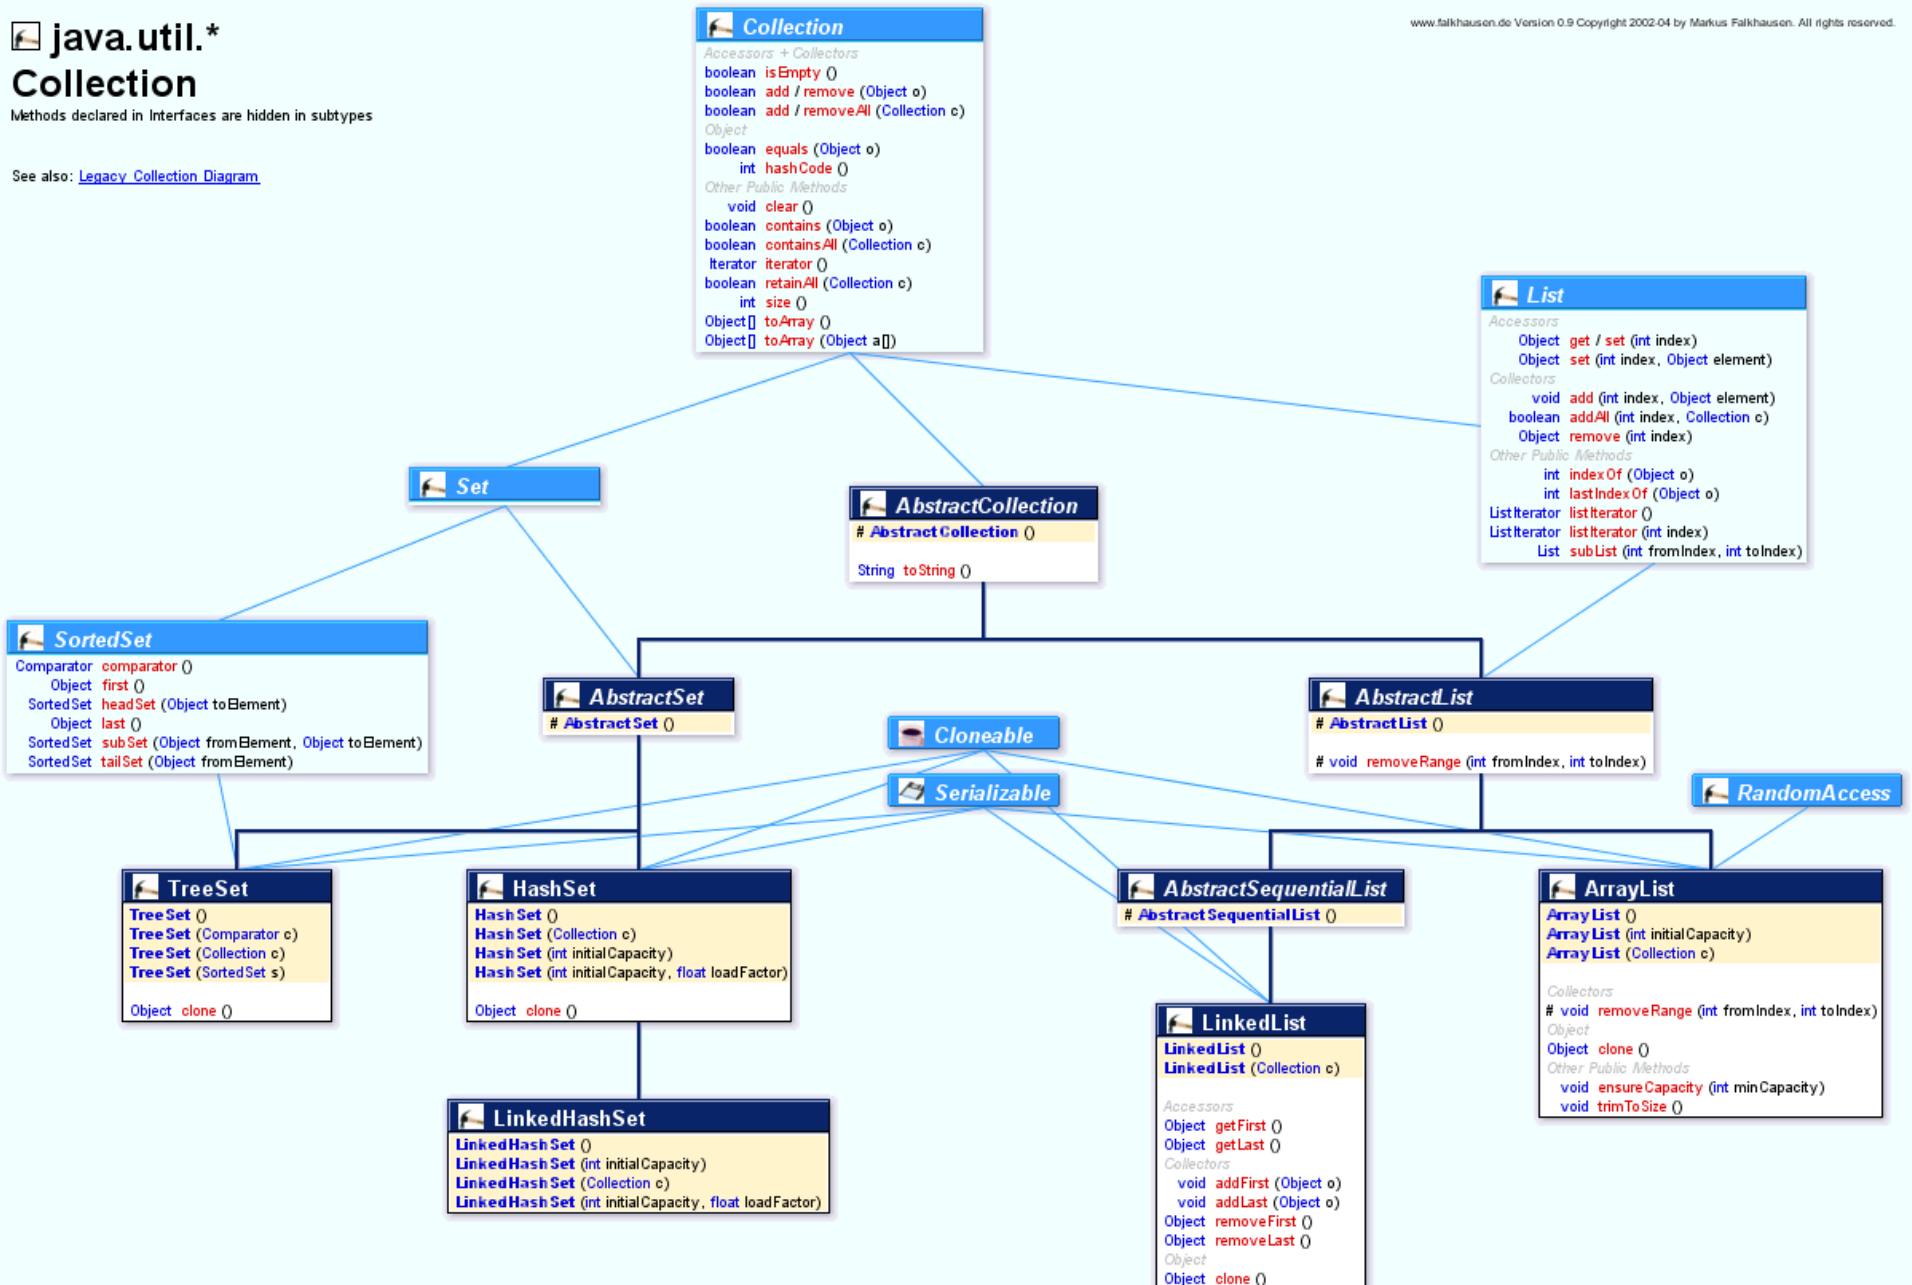 java.util.*
Collection
Methods declared in Interfaces are hidden in subtypes
See also: Legacy Collection Diagram
www.falkhausen.de Version 0.9 Copyright 2002-04 by Markus Falkhausen. All rights reserved.
Collection
Accessors + Collectors
boolean isEmpty ()
boolean add / remove (Object o)
boolean add / removeAll (Collection c)
Object
boolean equals (Object o)
int hashCode ()
Other Public Methods
void clear ()
boolean contains (Object o)
boolean containsAll (Collection c)
Iterator iterator ()
boolean retainAll (Collection c)
int size ()
Object[] toArray ()
Object[] toArray (Object a[])
List
Accessors
Object get / set (int index)
Object set (int index, Object element)
Collectors
void add (int index, Object element)
boolean addAll (int index, Collection c)
Object remove (int index)
Other Public Methods
int indexOf (Object o)
int lastIndexOf (Object o)
ListIterator listIterator ()
ListIterator listIterator (int index)
List subList (int fromIndex, int toIndex)
Set
AbstractCollection
# AbstractCollection ()
String toString ()
SortedSet
Comparator comparator ()
Object first ()
SortedSet headSet (Object toElement)
Object last ()
SortedSet subSet (Object fromElement, Object toElement)
SortedSet tailSet (Object fromElement)
AbstractSet
# AbstractSet ()
AbstractList
# AbstractList ()
# void removeRange (int fromIndex, int toIndex)
Cloneable
Serializable
RandomAccess
TreeSet
TreeSet ()
TreeSet (Comparator c)
TreeSet (Collection c)
TreeSet (SortedSet s)
Object clone ()
HashSet
HashSet ()
HashSet (Collection c)
HashSet (int initialCapacity)
HashSet (int initialCapacity, float loadFactor)
Object clone ()
AbstractSequentialList
# AbstractSequentialList ()
ArrayList
ArrayList ()
ArrayList (int initialCapacity)
ArrayList (Collection c)
Collectors
# void removeRange (int fromIndex, int toIndex)
Object
Object clone ()
Other Public Methods
void ensureCapacity (int minCapacity)
void trimToSize ()
LinkedHashSet
LinkedHashSet ()
LinkedHashSet (int initialCapacity)
LinkedHashSet (Collection c)
LinkedHashSet (int initialCapacity, float loadFactor)
LinkedList
LinkedList ()
LinkedList (Collection c)
Accessors
Object getFirst ()
Object getLast ()
Collectors
void addFirst (Object o)
void addLast (Object o)
Object removeFirst ()
Object removeLast ()
Object
Object clone ()